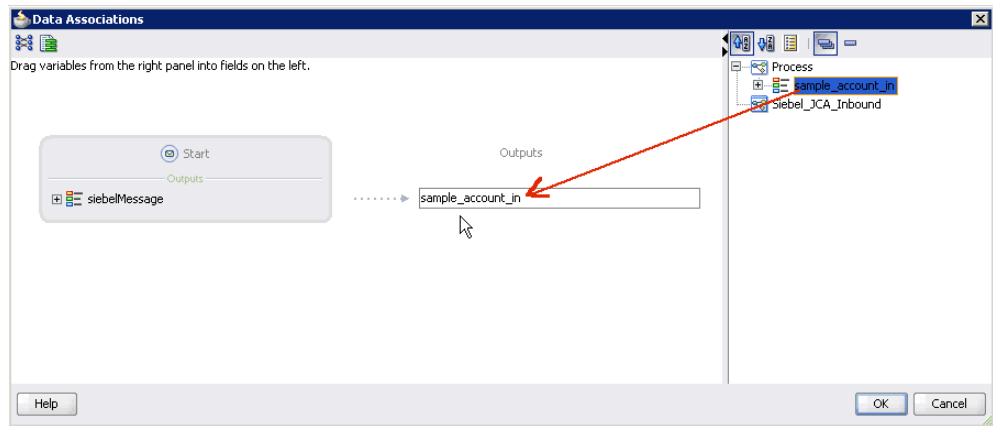 Data Associations
Drag variables from the right panel into fields on the left.
Start
Outputs
siebelMessage
Outputs
sample_account_in
Process
sample_account_in
Siebel_JCA_Inbound
Help
OK
Cancel